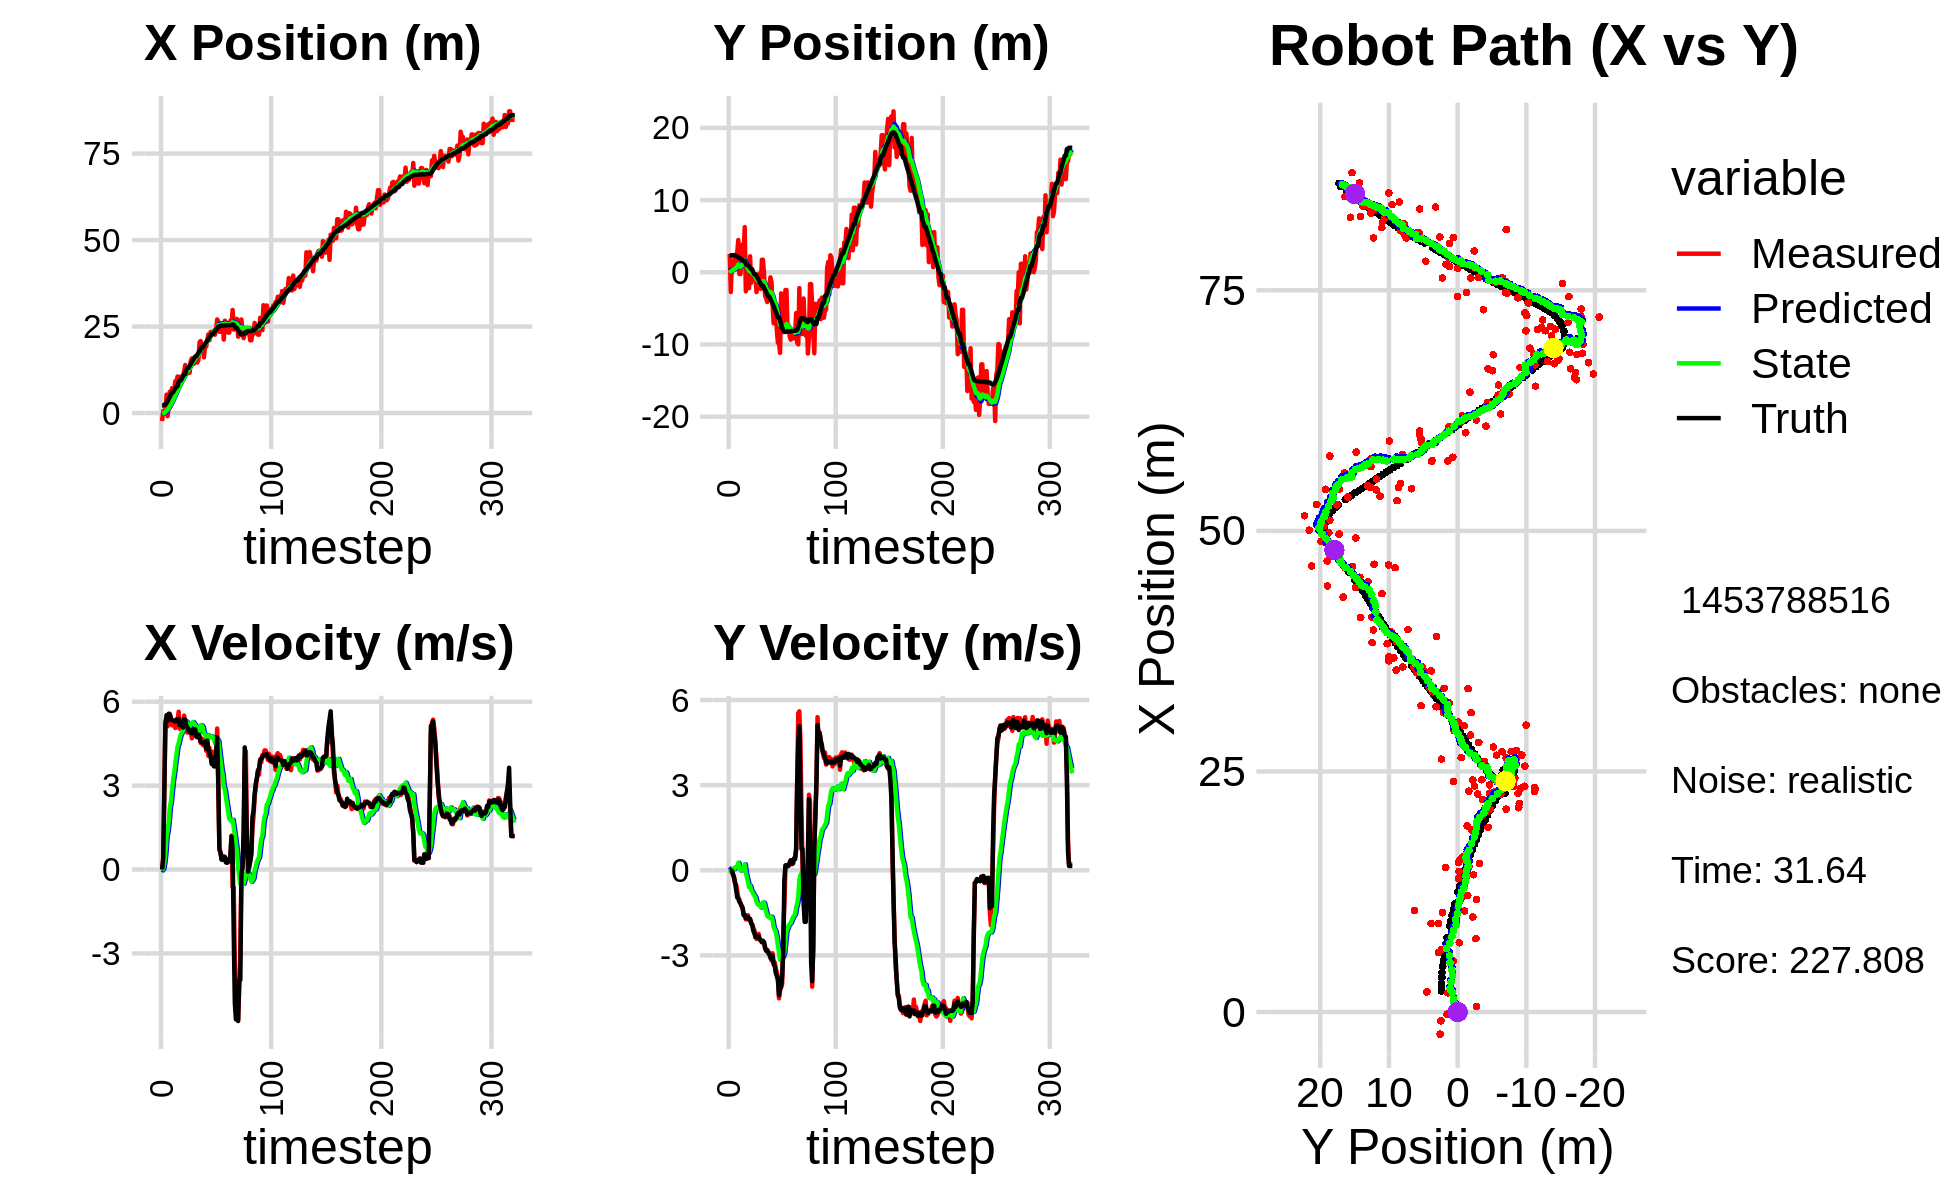 X Position (m)
75
50
25
0
0
100
200
300
timestep
Y Position (m)
20
10
0
-10
-20
0
100
200
300
timestep
X Velocity (m/s)
6
3
0
-3
0
100
200
300
timestep
Y Velocity (m/s)
6
3
0
-3
0
100
200
300
timestep
Robot Path (X vs Y)
X Position (m)
75
50
25
0
20 10 0 -10 -20
Y Position (m)
variable
Measured
Predicted
State
Truth
1453788516
Obstacles: none
Noise: realistic
Time: 31.64
Score: 227.808